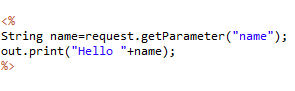 <%
String name=request.getParameter("name");
out.print("Hello "+name);
%>